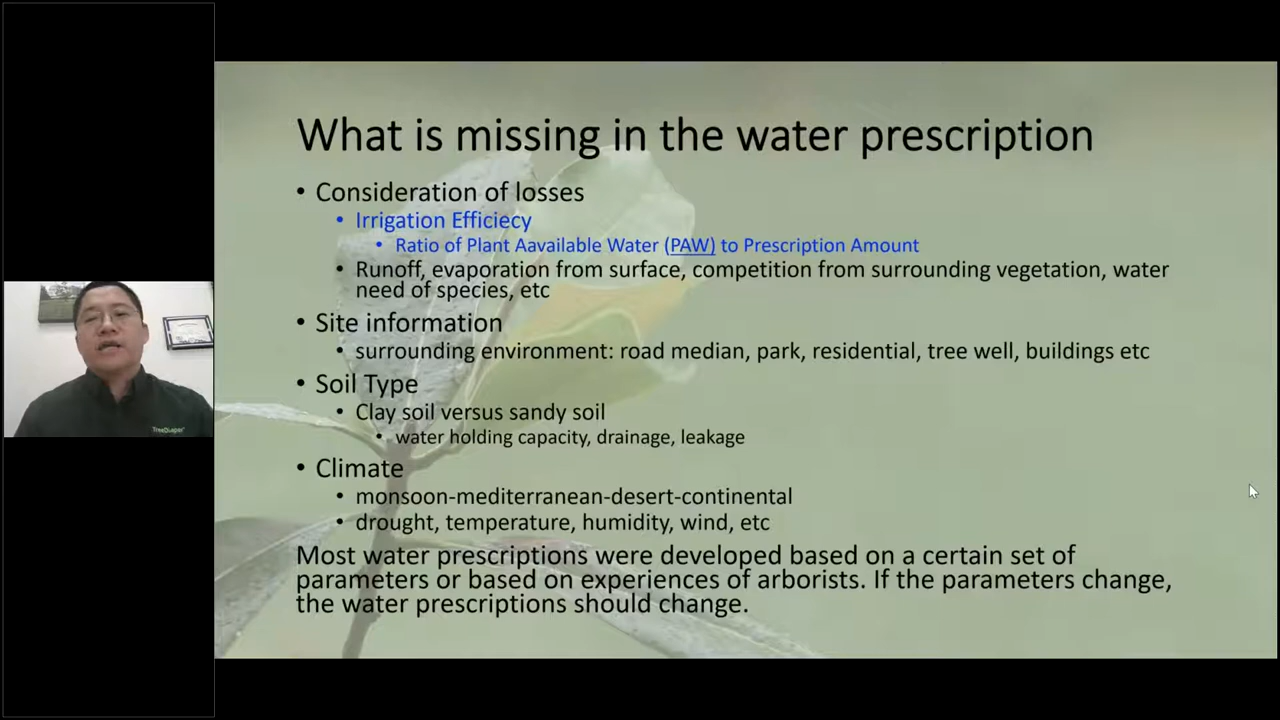 What is missing in the water prescription
• Consideration of losses
• Irrigation Efficiecy
• Ratio of Plant Aavailable Water (PAW) to Prescription Amount
• Runoff, evaporation from surface, competition from surrounding vegetation, water
need of species, etc
• Site information
• surrounding environment: road median, park, residential, tree well, buildings etc
• Soil Type
• Clay soil versus sandy soil
• water holding capacity, drainage, leakage
• Climate
• monsoon-mediterranean-desert-continental
• drought, temperature, humidity, wind, etc
Most water prescriptions were developed based on a certain set of
parameters or based on experiences of arborists. If the parameters change,
the water prescriptions should change.
TreeDiaper